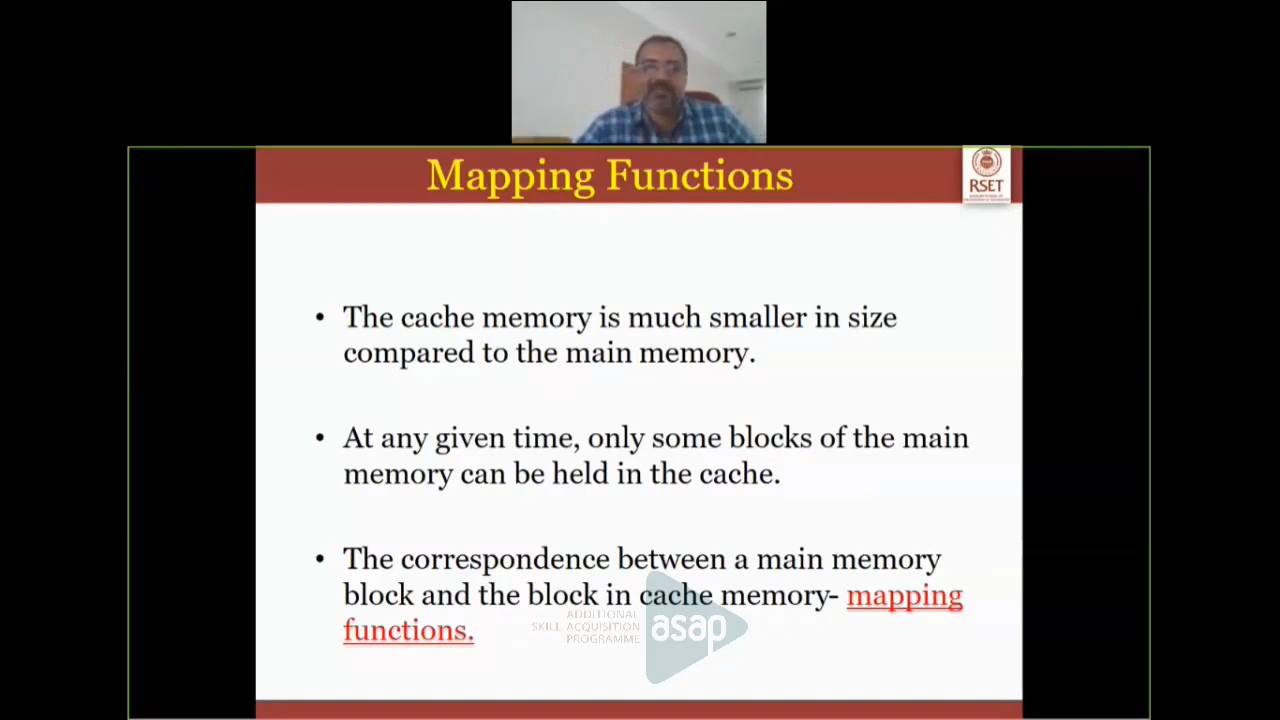 Mapping Functions
RSET
• The cache memory is much smaller in size
compared to the main memory.
• At any given time, only some blocks of the main
memory can be held in the cache.
• The correspondence between a main memory
block and the block in cache memory- mapping
functions.
ADDITIONAL
SKILL ACQUISITION
PROGRAMME
asap